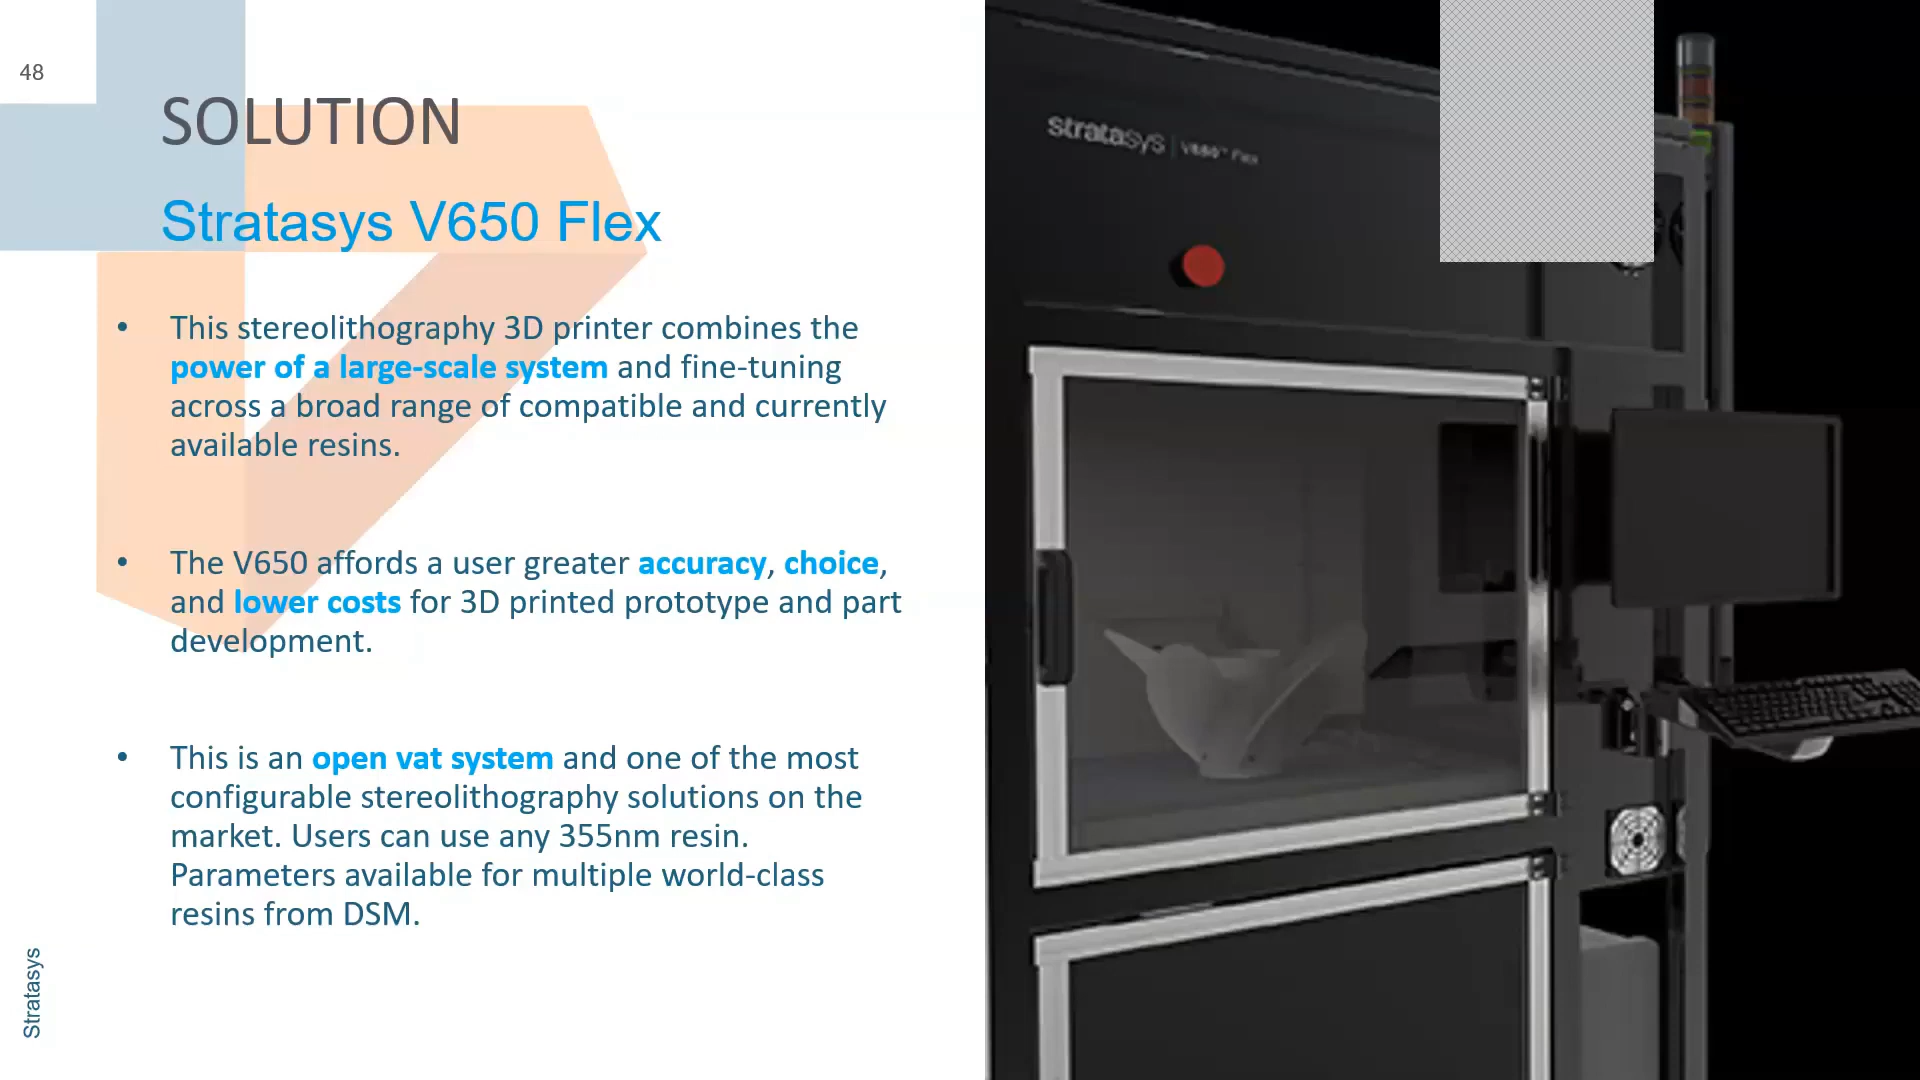 48
SOLUTION
Stratasys V650 Flex
• This stereolithography 3D printer combines the
power of a large-scale system and fine-tuning
across a broad range of compatible and currently
available resins.
• The V650 affords a user greater accuracy, choice,
and lower costs for 3D printed prototype and part
development.
• This is an open vat system and one of the most
configurable stereolithography solutions on the
market. Users can use any 355nm resin.
Parameters available for multiple world-class
resins from DSM.
Stratasys
stratasys | V650™ Flex